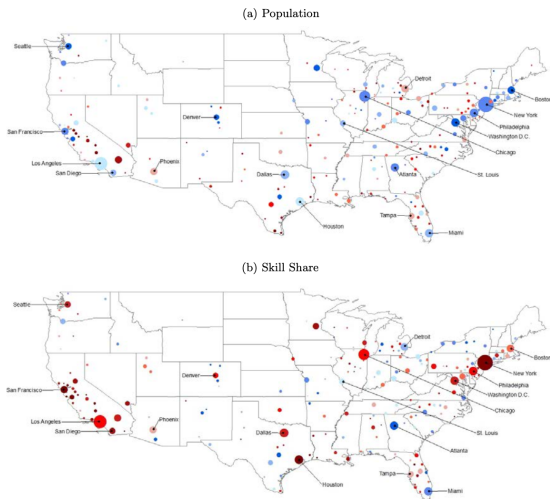 (a) Population
Seattle
Detroit
Boston
Denver
New York
San Francisco
Philadelphia
Washington D.C.
Los Angeles
Phoenix
Chicago
San Diego
Dallas
St. Louis
Atlanta
Tampa
Houston
Miami
(b) Skill Share
Seattle
Detroit
Boston
Denver
New York
San Francisco
Philadelphia
Washington D.C.
Los Angeles
Phoenix
Chicago
San Diego
Dallas
St. Louis
Atlanta
Tampa
Houston
Miami